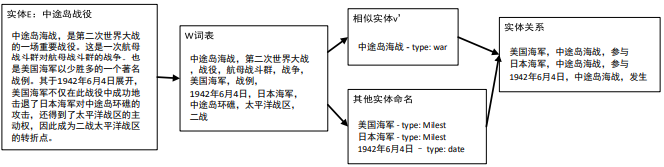 实体E：中途岛战役
中途岛海战，是第二次世界大战
的一场重要战役。这是一次航母
战斗群对航母战斗群的战争．也
是美国海军以少胜多的一个著名
战例。其于1942年6月4日展开，
美国海军不仅在此战役中成功地
击退了日本海军对中途岛环礁的
攻击，还得到了太平洋战区的主
动权，因此成为二战太平洋战区
的转折点。
W词表
中途岛海战，第二次世界大战
，战役，航母战斗群，战争，
美国海军，战例，
1942年6月4日，日本海军，
中途岛环礁，太平洋战区，
二战
相似实体v'
中途岛海战 - type: war
其他实体命名
美国海军 - type: Milest
日本海军 - type: Milest
1942年6月4日 - type: date
实体关系
美国海军，中途岛海战，参与
日本海军，中途岛海战，参与
1942年6月4日，中途岛海战，发生